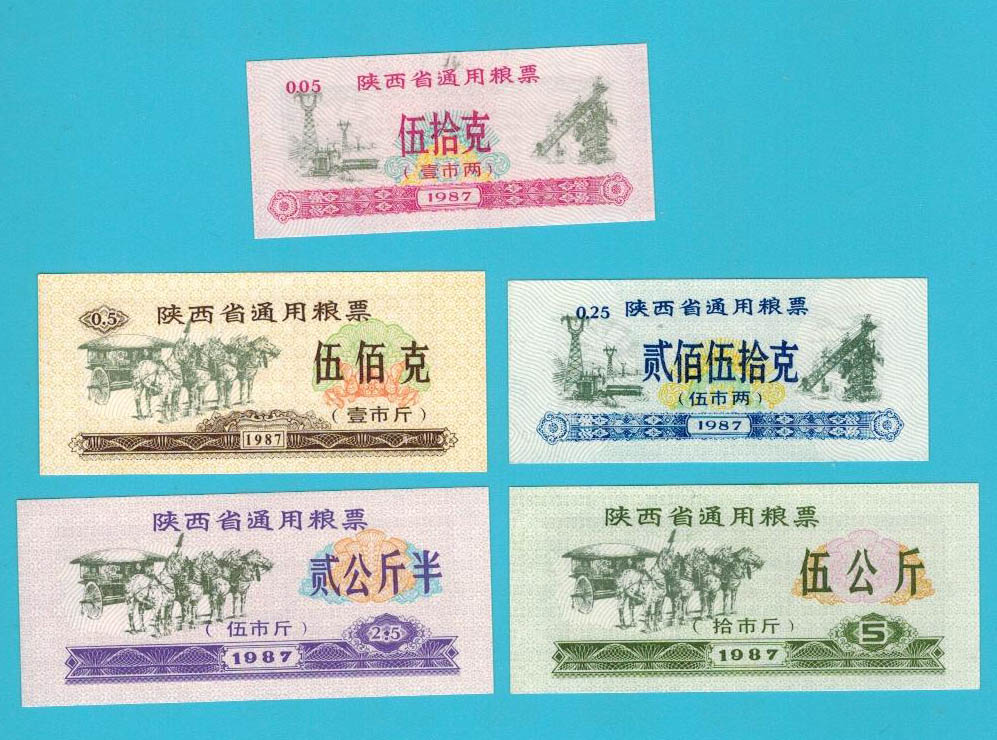 0.05 陕西省通用粮票
伍拾克
(壹市两)
1987
0.5 陕西省通用粮票
伍佰克
(壹市斤)
1987
0.25 陕西省通用粮票
贰佰伍拾克
(伍市两)
1987
陕西省通用粮票
贰公斤半
(伍市斤)
2.5
1987
陕西省通用粮票
伍公斤
(拾市斤)
5
1987